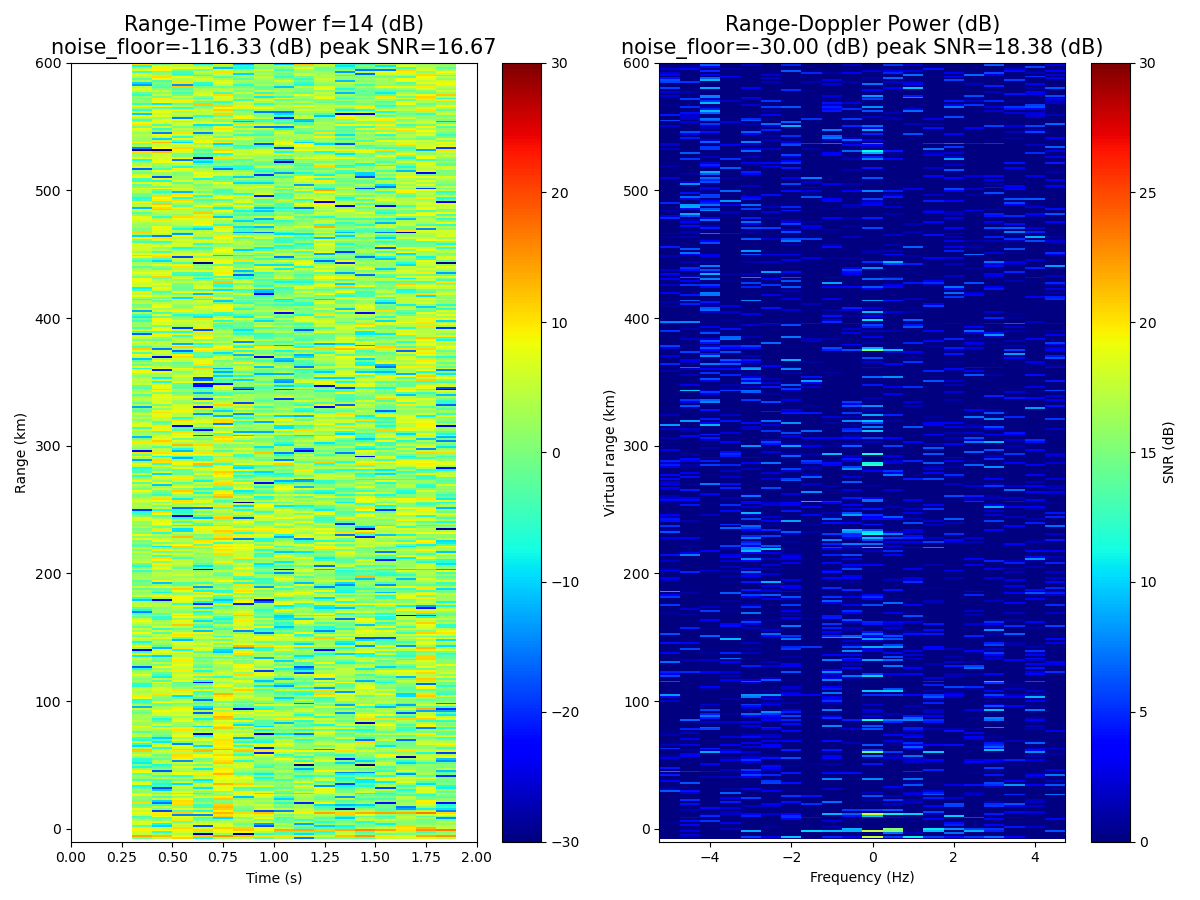 Range-Time Power f=14 (dB)
noise_floor=-116.33 (dB) peak SNR=16.67
Range (km)
600
500
400
300
200
100
0
0.00 0.25 0.50 0.75 1.00 1.25 1.50 1.75 2.00
Time (s)
30
20
10
0
−10
−20
−30
Range-Doppler Power (dB)
noise_floor=-30.00 (dB) peak SNR=18.38 (dB)
Virtual range (km)
600
500
400
300
200
100
0
−4 −2 0 2 4
Frequency (Hz)
30
25
20
15
10
5
0
SNR (dB)